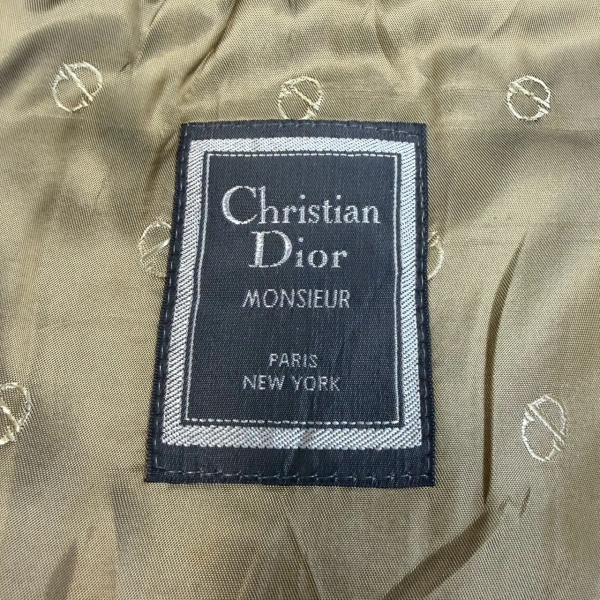 Christian
Dior
MONSIEUR
PARIS
NEW YORK